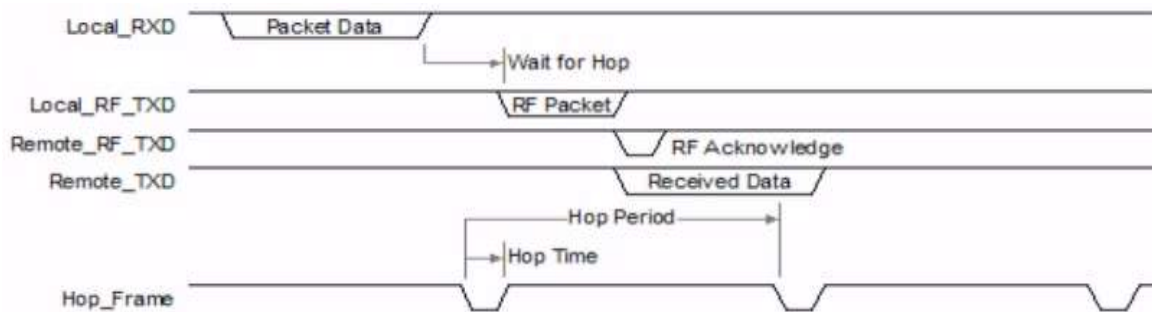 Local_RXD
Packet Data
Wait for Hop
Local_RF_TXD
RF Packet
Remote_RF_TXD
RF Acknowledge
Remote_TXD
Received Data
Hop Period
Hop Time
Hop_Frame